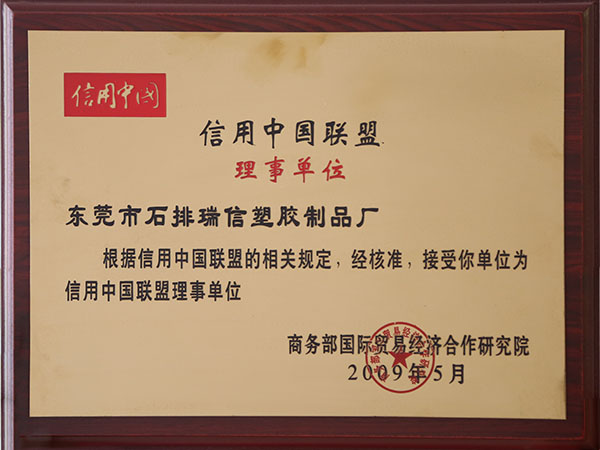 信用中國
信用中国联盟
理事单位
东莞市石排瑞信塑胶制品厂
根据信用中国联盟的相关规定，经核准，接受你单位为
信用中国联盟理事单位
商务部国际贸易经济合作研究院
2009年5月